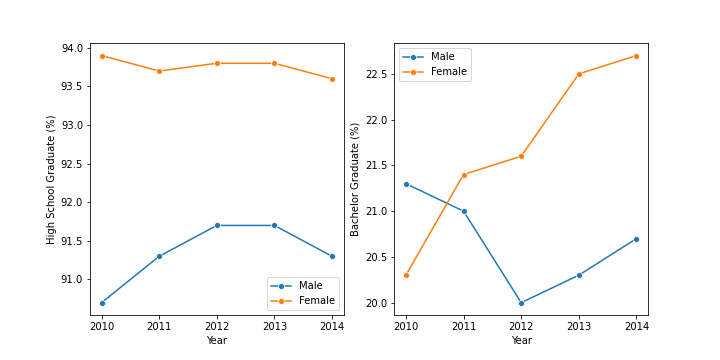 High School Graduate (%)
94.0
93.5
93.0
92.5
92.0
91.5
91.0
2010 2011 2012 2013 2014
Year
Male
Female
Bachelor Graduate (%)
22.5
22.0
21.5
21.0
20.5
20.0
2010 2011 2012 2013 2014
Year
Male
Female